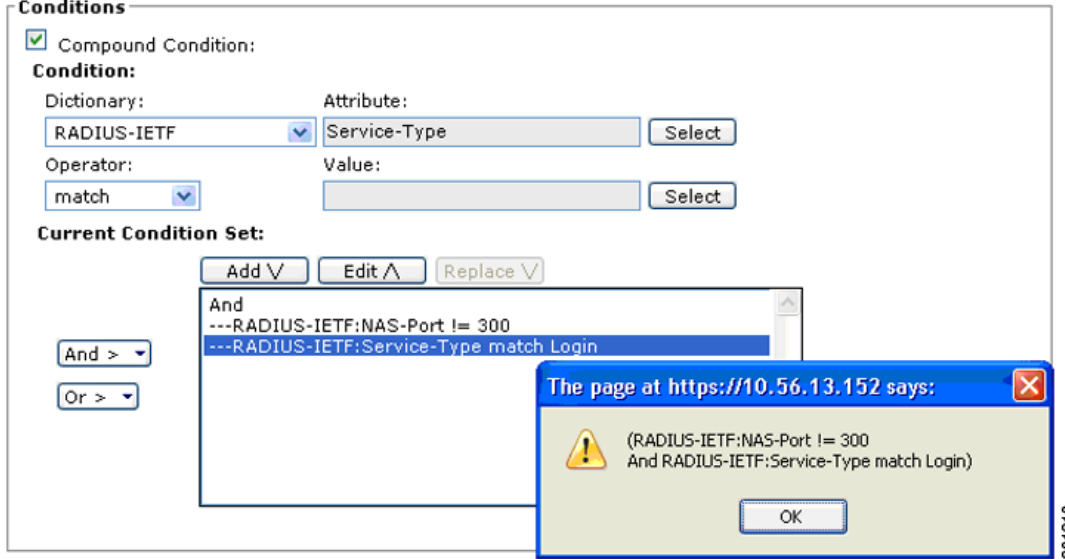 Conditions
Compound Condition:
Condition:
Dictionary: Attribute:
RADIUS-IETF Service-Type Select
Operator: Value:
match Select
Current Condition Set:
Add \/ Edit /\ Replace \/
And
---RADIUS-IETF:NAS-Port != 300
---RADIUS-IETF:Service-Type match Login
And >
Or >
The page at https://10.56.13.152 says:
(RADIUS-IETF:NAS-Port != 300
And RADIUS-IETF:Service-Type match Login)
OK